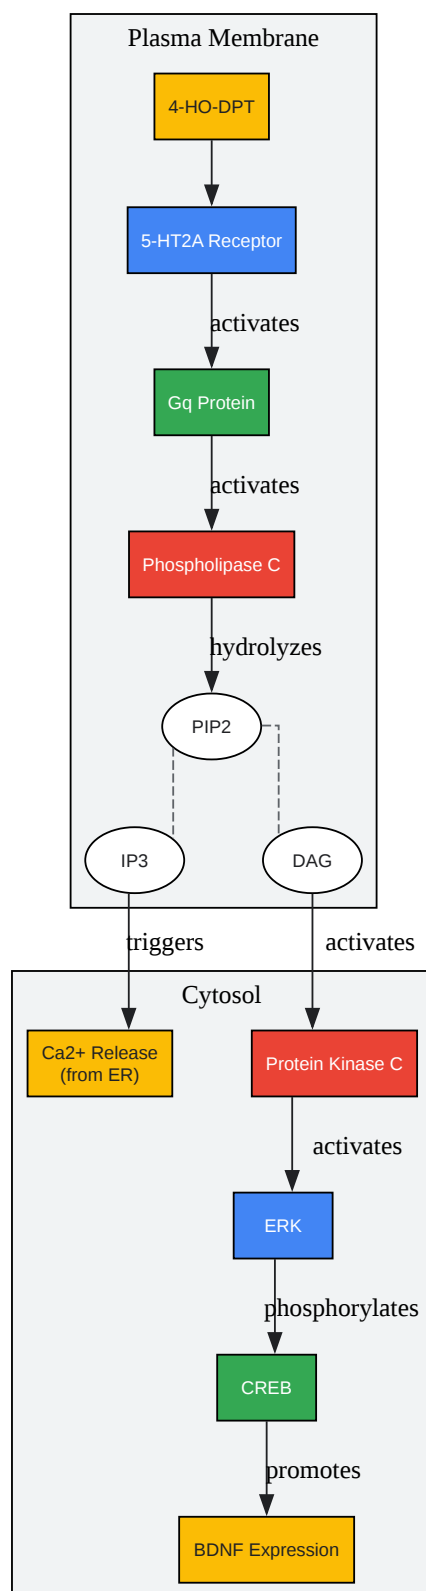 Plasma Membrane
4-HO-DPT
5-HT2A Receptor
activates
Gq Protein
activates
Phospholipase C
hydrolyzes
PIP2
IP3
DAG
triggers
activates
Cytosol
Ca2+ Release
(from ER)
Protein Kinase C
activates
ERK
phosphorylates
CREB
promotes
BDNF Expression